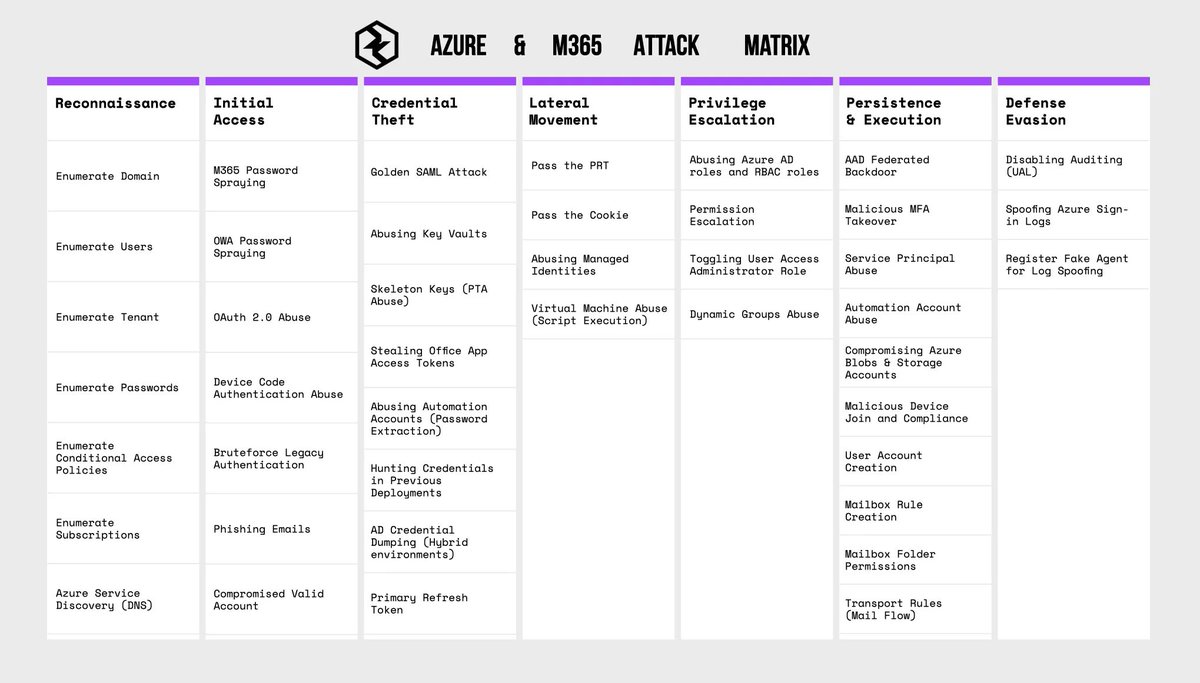 AZURE & M365 ATTACK MATRIX
Reconnaissance
Enumerate Domain
Enumerate Users
Enumerate Tenant
Enumerate Passwords
Enumerate
Conditional Access
Policies
Enumerate
Subscriptions
Azure Service
Discovery (DNS)
Initial
Access
M365 Password
Spraying
OWA Password
Spraying
OAuth 2.0 Abuse
Device Code
Authentication Abuse
Bruteforce Legacy
Authentication
Phishing Emails
Compromised Valid
Account
Credential
Theft
Golden SAML Attack
Abusing Key Vaults
Skeleton Keys (PTA
Abuse)
Stealing Office App
Access Tokens
Abusing Automation
Accounts (Password
Extraction)
Hunting Credentials
in Previous
Deployments
AD Credential
Dumping (Hybrid
environments)
Primary Refresh
Token
Lateral
Movement
Pass the PRT
Pass the Cookie
Abusing Managed
Identities
Virtual Machine Abuse
(Script Execution)
Privilege
Escalation
Abusing Azure AD
roles and RBAC roles
Permission
Escalation
Toggling User Access
Administrator Role
Dynamic Groups Abuse
Persistence
& Execution
AAD Federated
Backdoor
Malicious MFA
Takeover
Service Principal
Abuse
Automation Account
Abuse
Compromising Azure
Blobs & Storage
Accounts
Malicious Device
Join and Compliance
User Account
Creation
Mailbox Rule
Creation
Mailbox Folder
Permissions
Transport Rules
(Mail Flow)
Defense
Evasion
Disabling Auditing
(UAL)
Spoofing Azure Sign-
in Logs
Register Fake Agent
for Log Spoofing